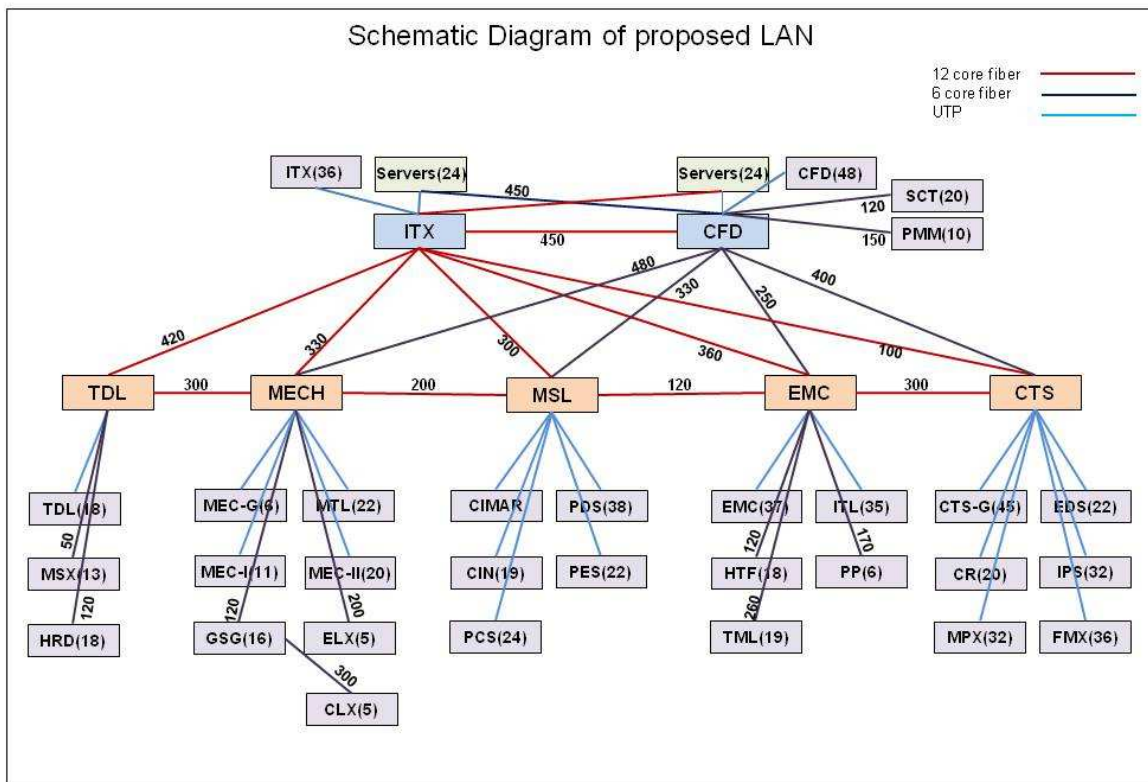 Schematic Diagram of proposed LAN
12 core fiber
6 core fiber
UTP
ITX(36)
Servers(24)
Servers(24)
CFD(48)
SCT(20)
PMM(10)
450
120
150
ITX
450
CFD
480
330
250
400
420
330
300
360
100
TDL
300
MECH
200
MSL
120
EMC
300
CTS
TDL(18)
MEC-G(6)
MTL(22)
CIMAR
PDS(38)
EMC(37)
ITL(35)
CTS-G(45)
EDS(22)
50
120
170
MSX(13)
MEC-I(11)
MEC-II(20)
CIN(19)
PES(22)
HTF(18)
PP(6)
CR(20)
IPS(32)
120
120
200
260
HRD(18)
GSG(16)
ELX(5)
PCS(24)
TML(19)
MPX(32)
FMX(36)
300
CLX(5)